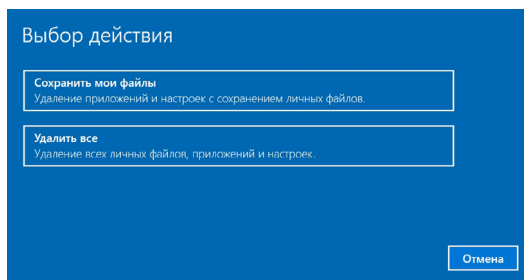 Выбор действия
Сохранить мои файлы
Удаление приложений и настроек с сохранением личных файлов.
Удалить все
Удаление всех личных файлов, приложений и настроек.
Отмена